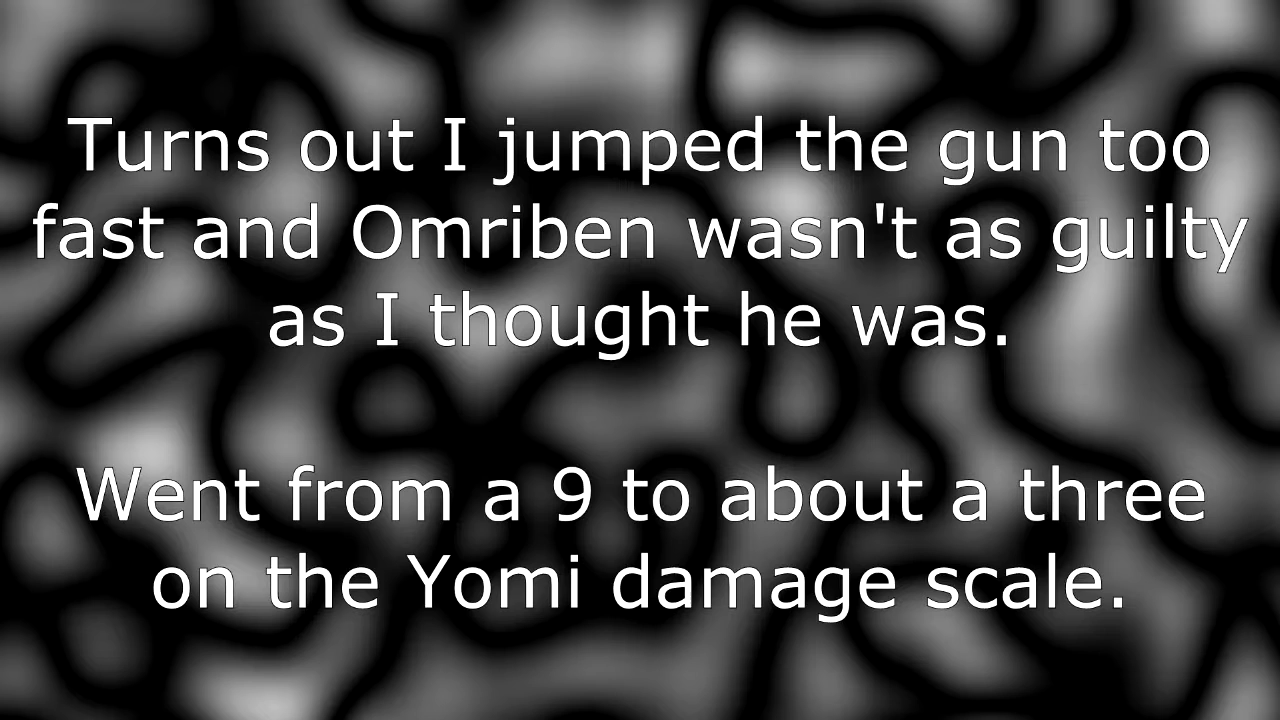 Turns out I jumped the gun too
fast and Omriben wasn't as guilty
as I thought he was.
Went from a 9 to about a three
on the Yomi damage scale.